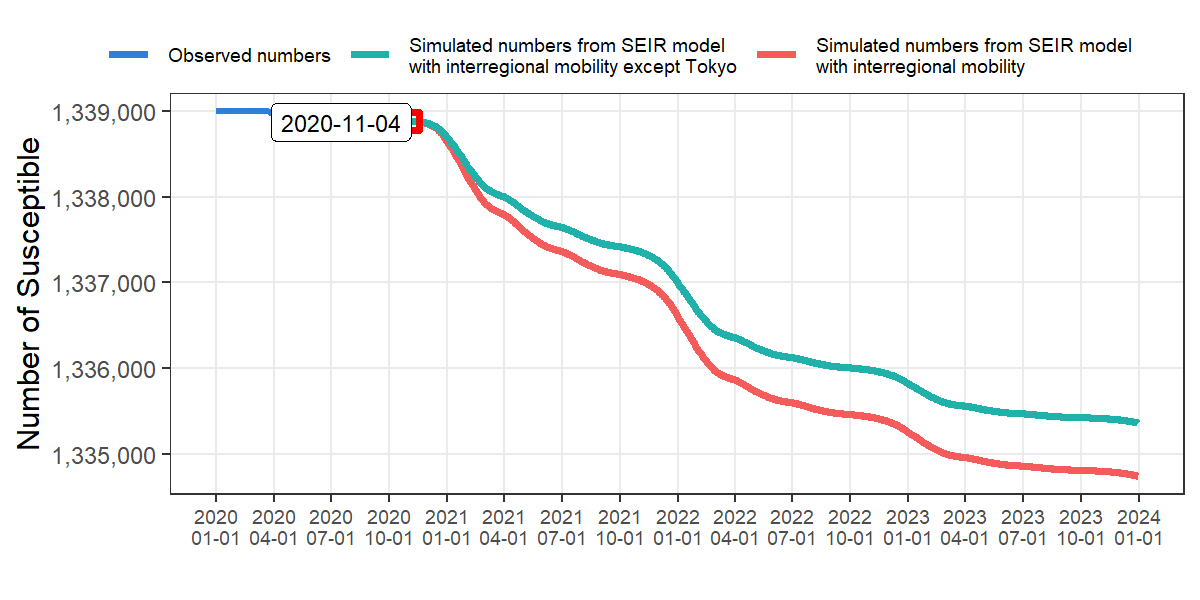 Observed numbers
Simulated numbers from SEIR model
with interregional mobility except Tokyo
Simulated numbers from SEIR model
with interregional mobility
Number of Susceptible
1,339,000
1,338,000
1,337,000
1,336,000
1,335,000
2020-11-04
2020 2020 2020 2020 2021 2021 2021 2021 2022 2022 2022 2022 2023 2023 2023 2023 2024
01-01 04-01 07-01 10-01 01-01 04-01 07-01 10-01 01-01 04-01 07-01 10-01 01-01 04-01 07-01 10-01 01-01